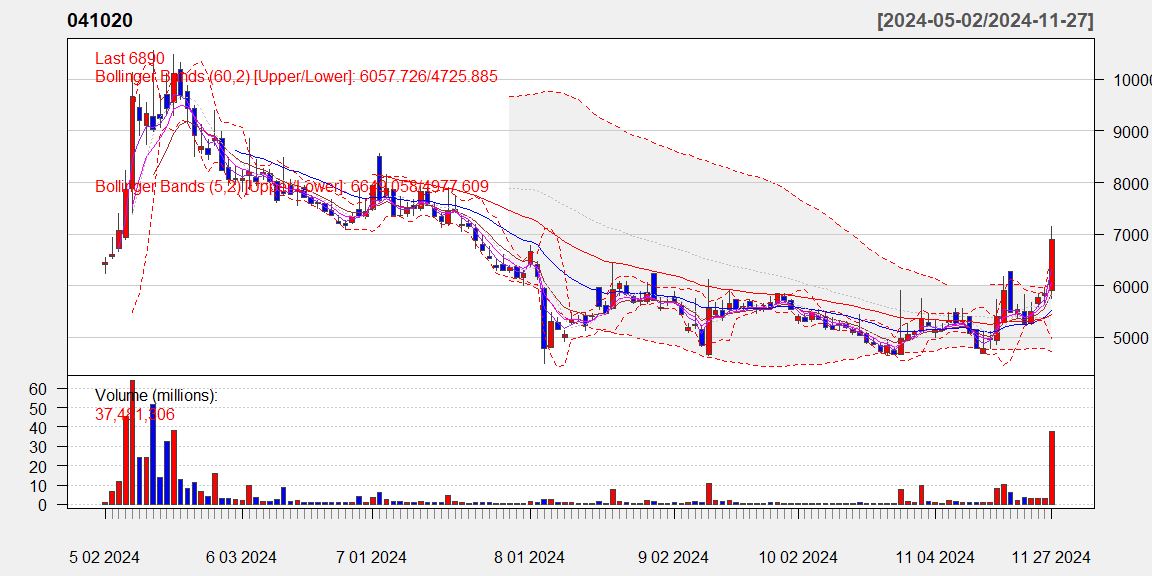 041020 [2024-05-02/2024-11-27]
Last 6890
Bollinger Bands (60,2) [Upper/Lower]: 6057.726/4725.885
Bollinger Bands (5,2) [Upper/Lower]: /4977.609
10000
9000
8000
7000
6000
5000
Volume (millions):
60
50
40
30
20
10
0
5 02 2024 6 03 2024 7 01 2024 8 01 2024 9 02 2024 10 02 2024 11 04 2024 11 27 2024